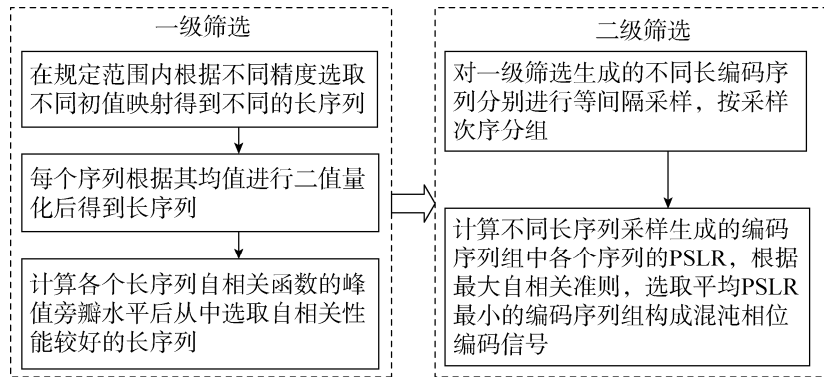 一级筛选
在规定范围内根据不同精度选取
不同初值映射得到不同的长序列
每个序列根据其均值进行二值量
化后得到长序列
计算各个长序列自相关函数的峰
值旁瓣水平后从中选取自相关性
能较好的长序列
二级筛选
对一级筛选生成的不同长编码序
列分别进行等间隔采样，按采样
次序分组
计算不同长序列采样生成的编码
序列组中各个序列的PSLR，根据
最大自相关准则，选取平均PSLR
最小的编码序列组构成混沌相位
编码信号